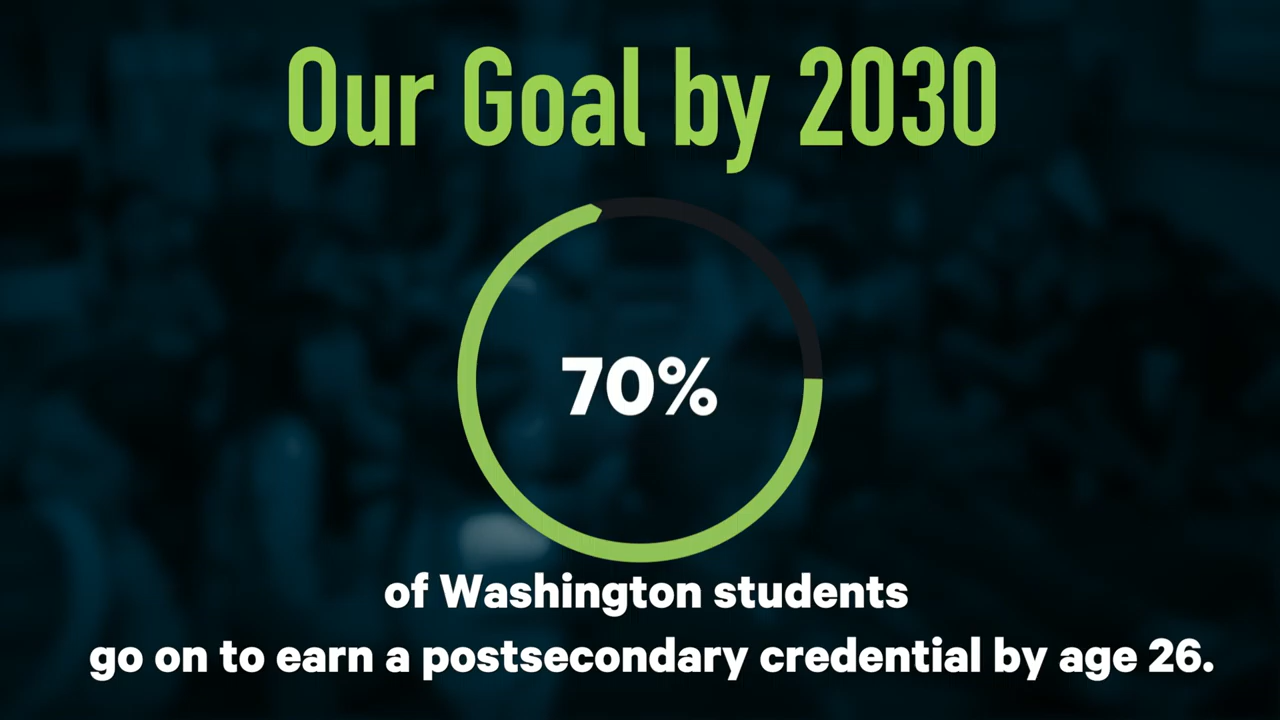 Our Goal by 2030
70%
of Washington students
go on to earn a postsecondary credential by age 26.